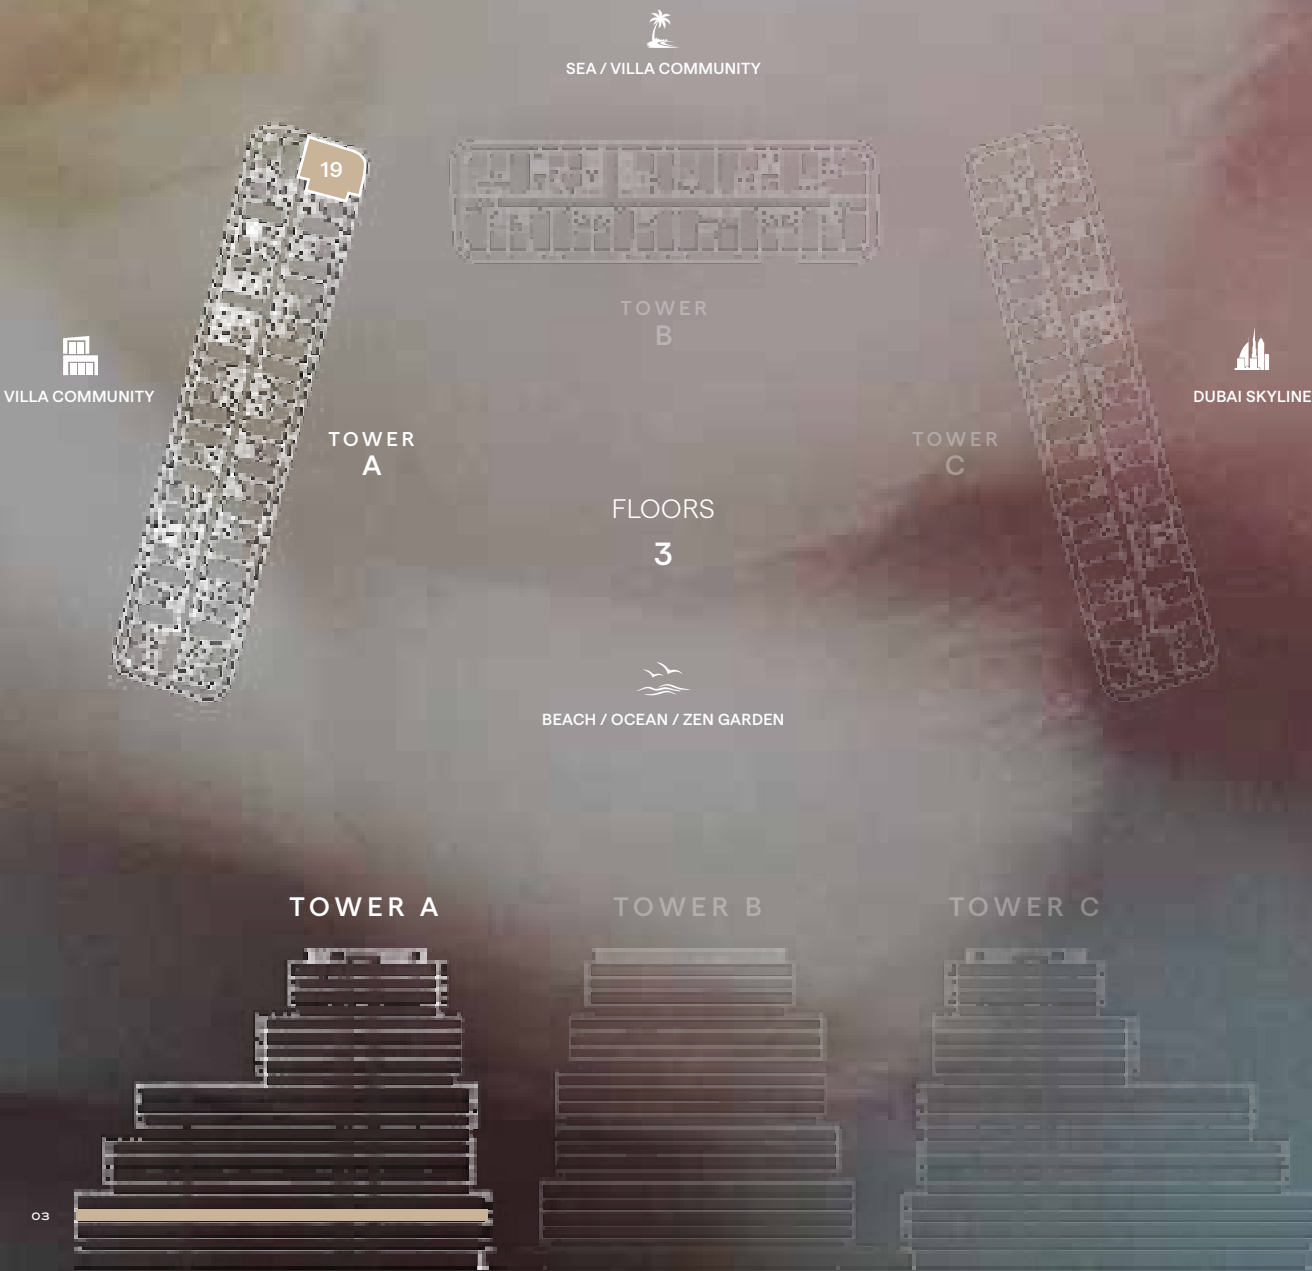 SEA / VILLA COMMUNITY
19
TOWER
B
VILLA COMMUNITY
DUBAI SKYLINE
TOWER
A
TOWER
C
FLOORS
3
BEACH / OCEAN / ZEN GARDEN
TOWER A
TOWER B
TOWER C
03